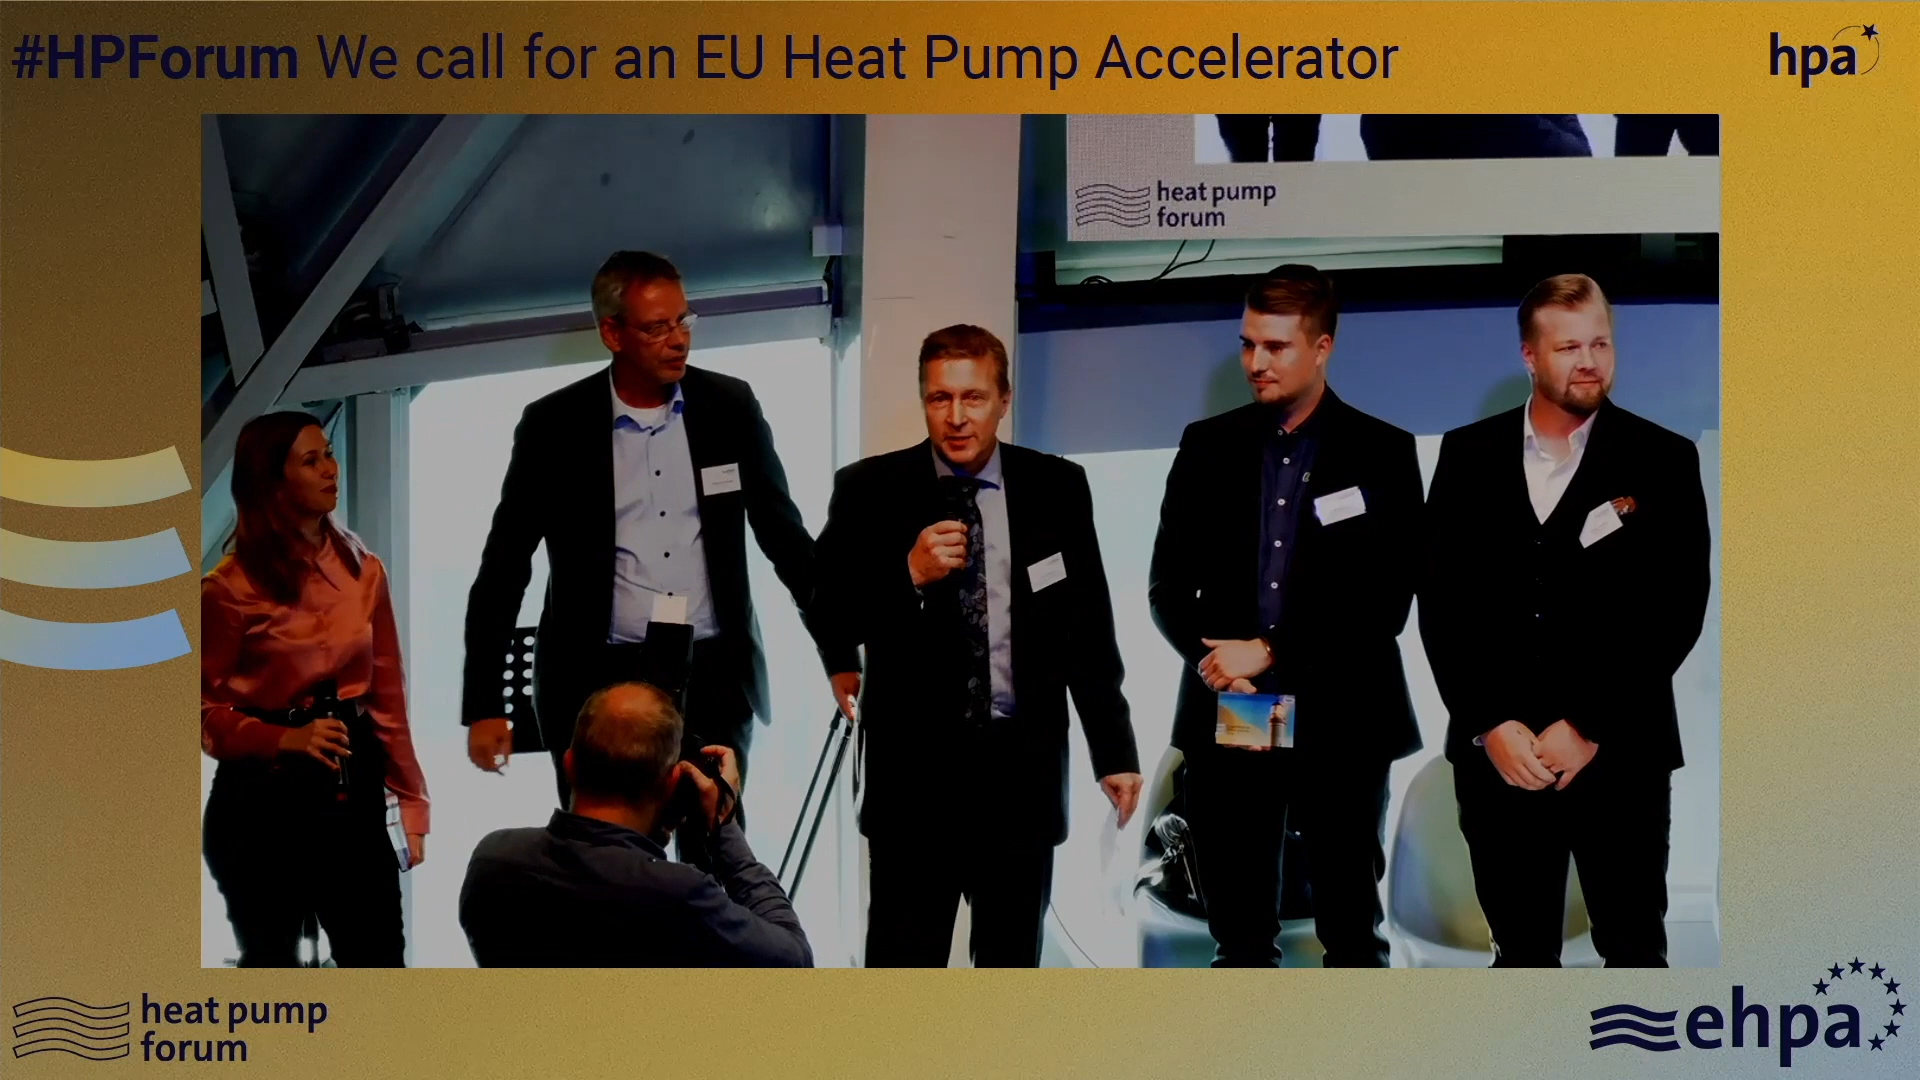 #HPForum We call for an EU Heat Pump Accelerator
hpa
heat pump
forum
heat pump
forum
ehpa